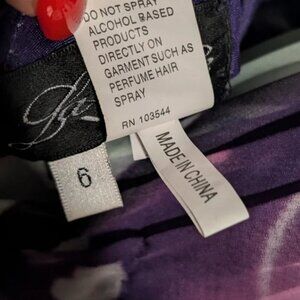 DO NOT SPRAY
ALCOHOL BASED
PRODUCTS
DIRECTLY ON
GARMENT SUCH AS
PERFUME HAIR
SPRAY
RN 103544
MADE IN CHINA
6